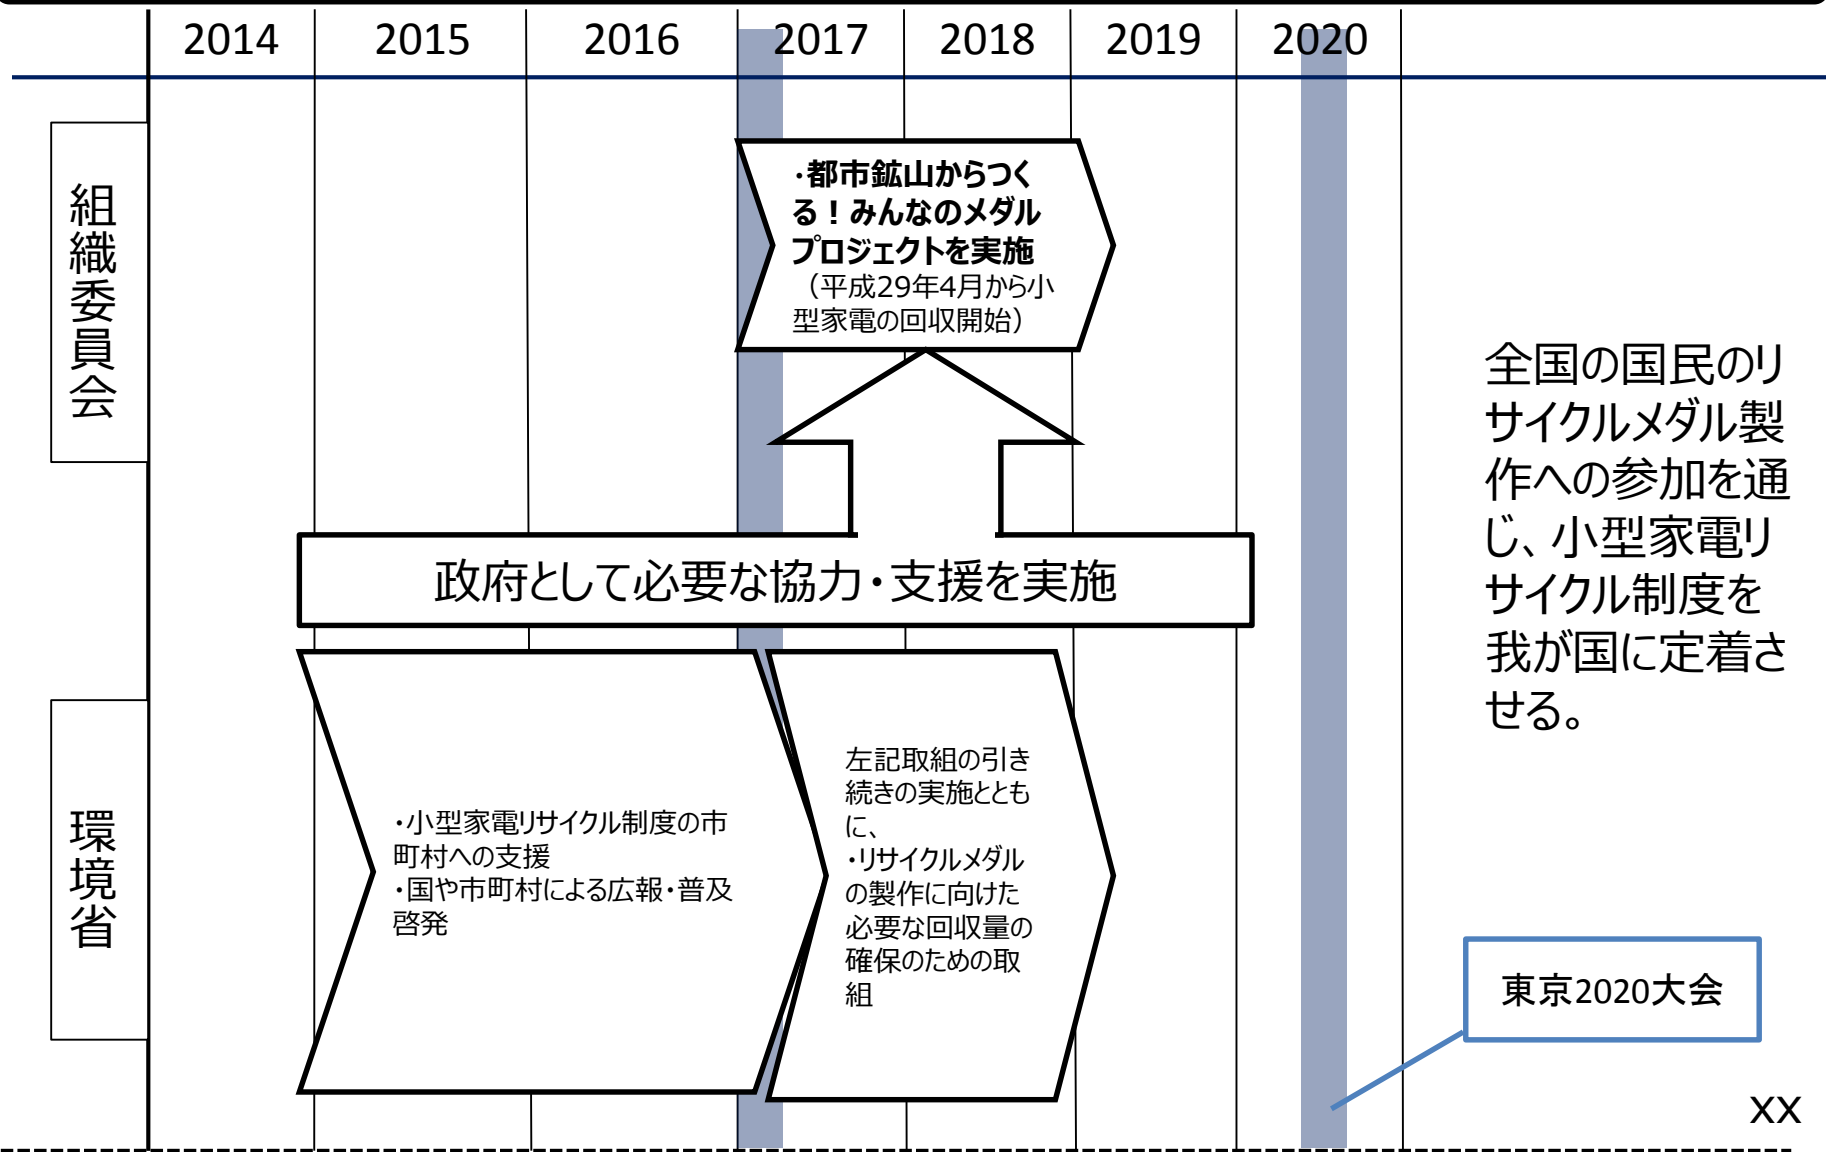 2014 2015 2016 2017 2018 2019 2020
組織委員会
・都市鉱山からつく
る！みんなのメダル
プロジェクトを実施
（平成29年4月から小
型家電の回収開始）
政府として必要な協力・支援を実施
環境省
・小型家電リサイクル制度の市
町村への支援
・国や市町村による広報・普及
啓発
左記取組の引き
続きの実施ととも
に、
・リサイクルメダル
の製作に向けた
必要な回収量の
確保のための取
組
全国の国民のリ
サイクルメダル製
作への参加を通
じ、小型家電リ
サイクル制度を
我が国に定着さ
せる。
東京2020大会
xx